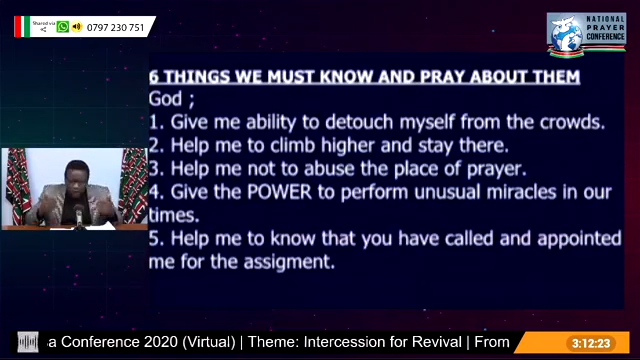 Shared via
0797 230 751
NATIONAL
PRAYER
CONFERENCE
6 THINGS WE MUST KNOW AND PRAY ABOUT THEM
God ;
1. Give me ability to detouch myself from the crowds.
2. Help me to climb higher and stay there.
3. Help me not to abuse the place of prayer.
4. Give the POWER to perform unusual miracles in our
times.
5. Help me to know that you have called and appointed
me for the assigment.
a Conference 2020 (Virtual) | Theme: Intercession for Revival | From
3:12:23